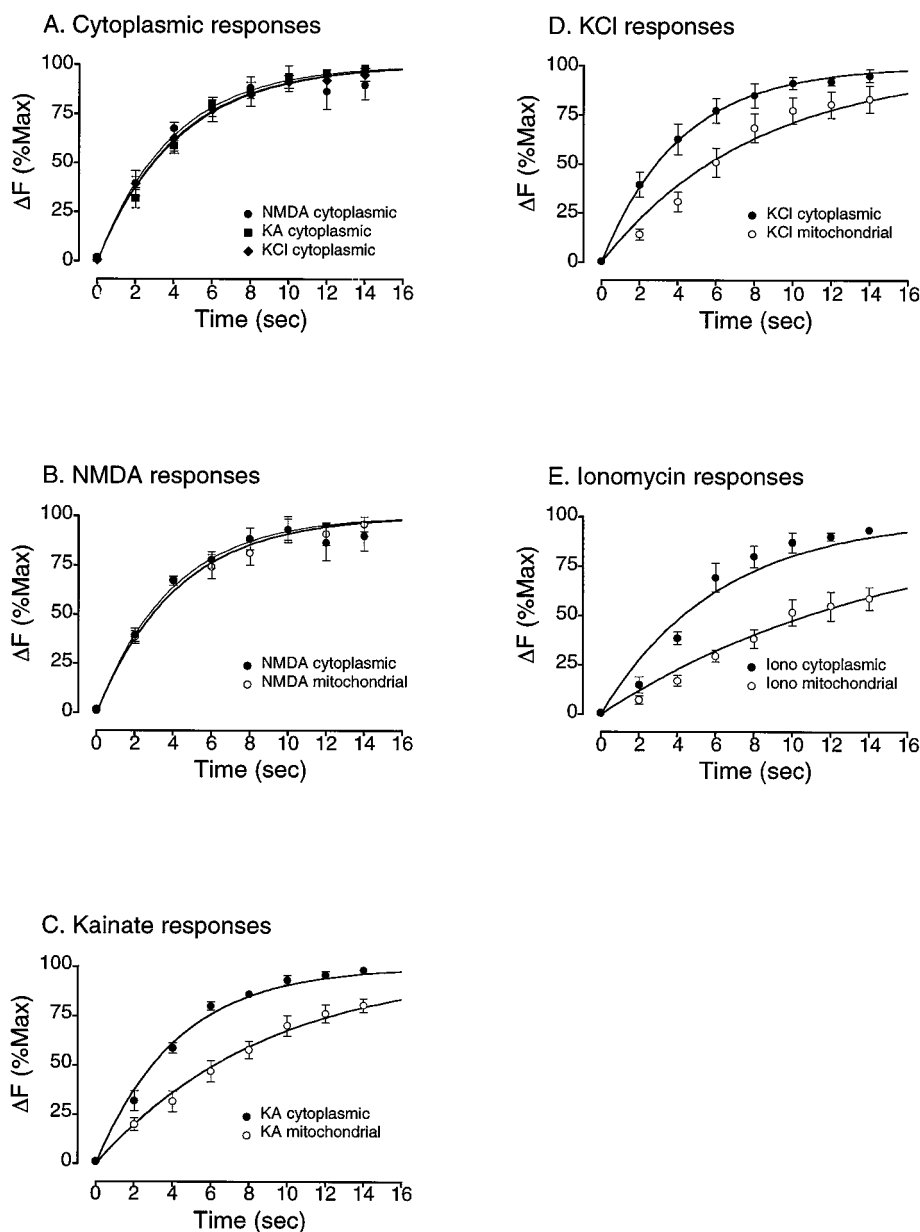 A. Cytoplasmic responses
ΔF (%Max)
100
75
50
25
0
NMDA cytoplasmic
KA cytoplasmic
KCl cytoplasmic
0 2 4 6 8 10 12 14 16
Time (sec)
B. NMDA responses
ΔF (%Max)
100
75
50
25
0
NMDA cytoplasmic
NMDA mitochondrial
0 2 4 6 8 10 12 14 16
Time (sec)
C. Kainate responses
ΔF (%Max)
100
75
50
25
0
KA cytoplasmic
KA mitochondrial
0 2 4 6 8 10 12 14 16
Time (sec)
D. KCl responses
ΔF (%Max)
100
75
50
25
0
KCl cytoplasmic
KCl mitochondrial
0 2 4 6 8 10 12 14 16
Time (sec)
E. Ionomycin responses
ΔF (%Max)
100
75
50
25
0
Iono cytoplasmic
Iono mitochondrial
0 2 4 6 8 10 12 14 16
Time (sec)